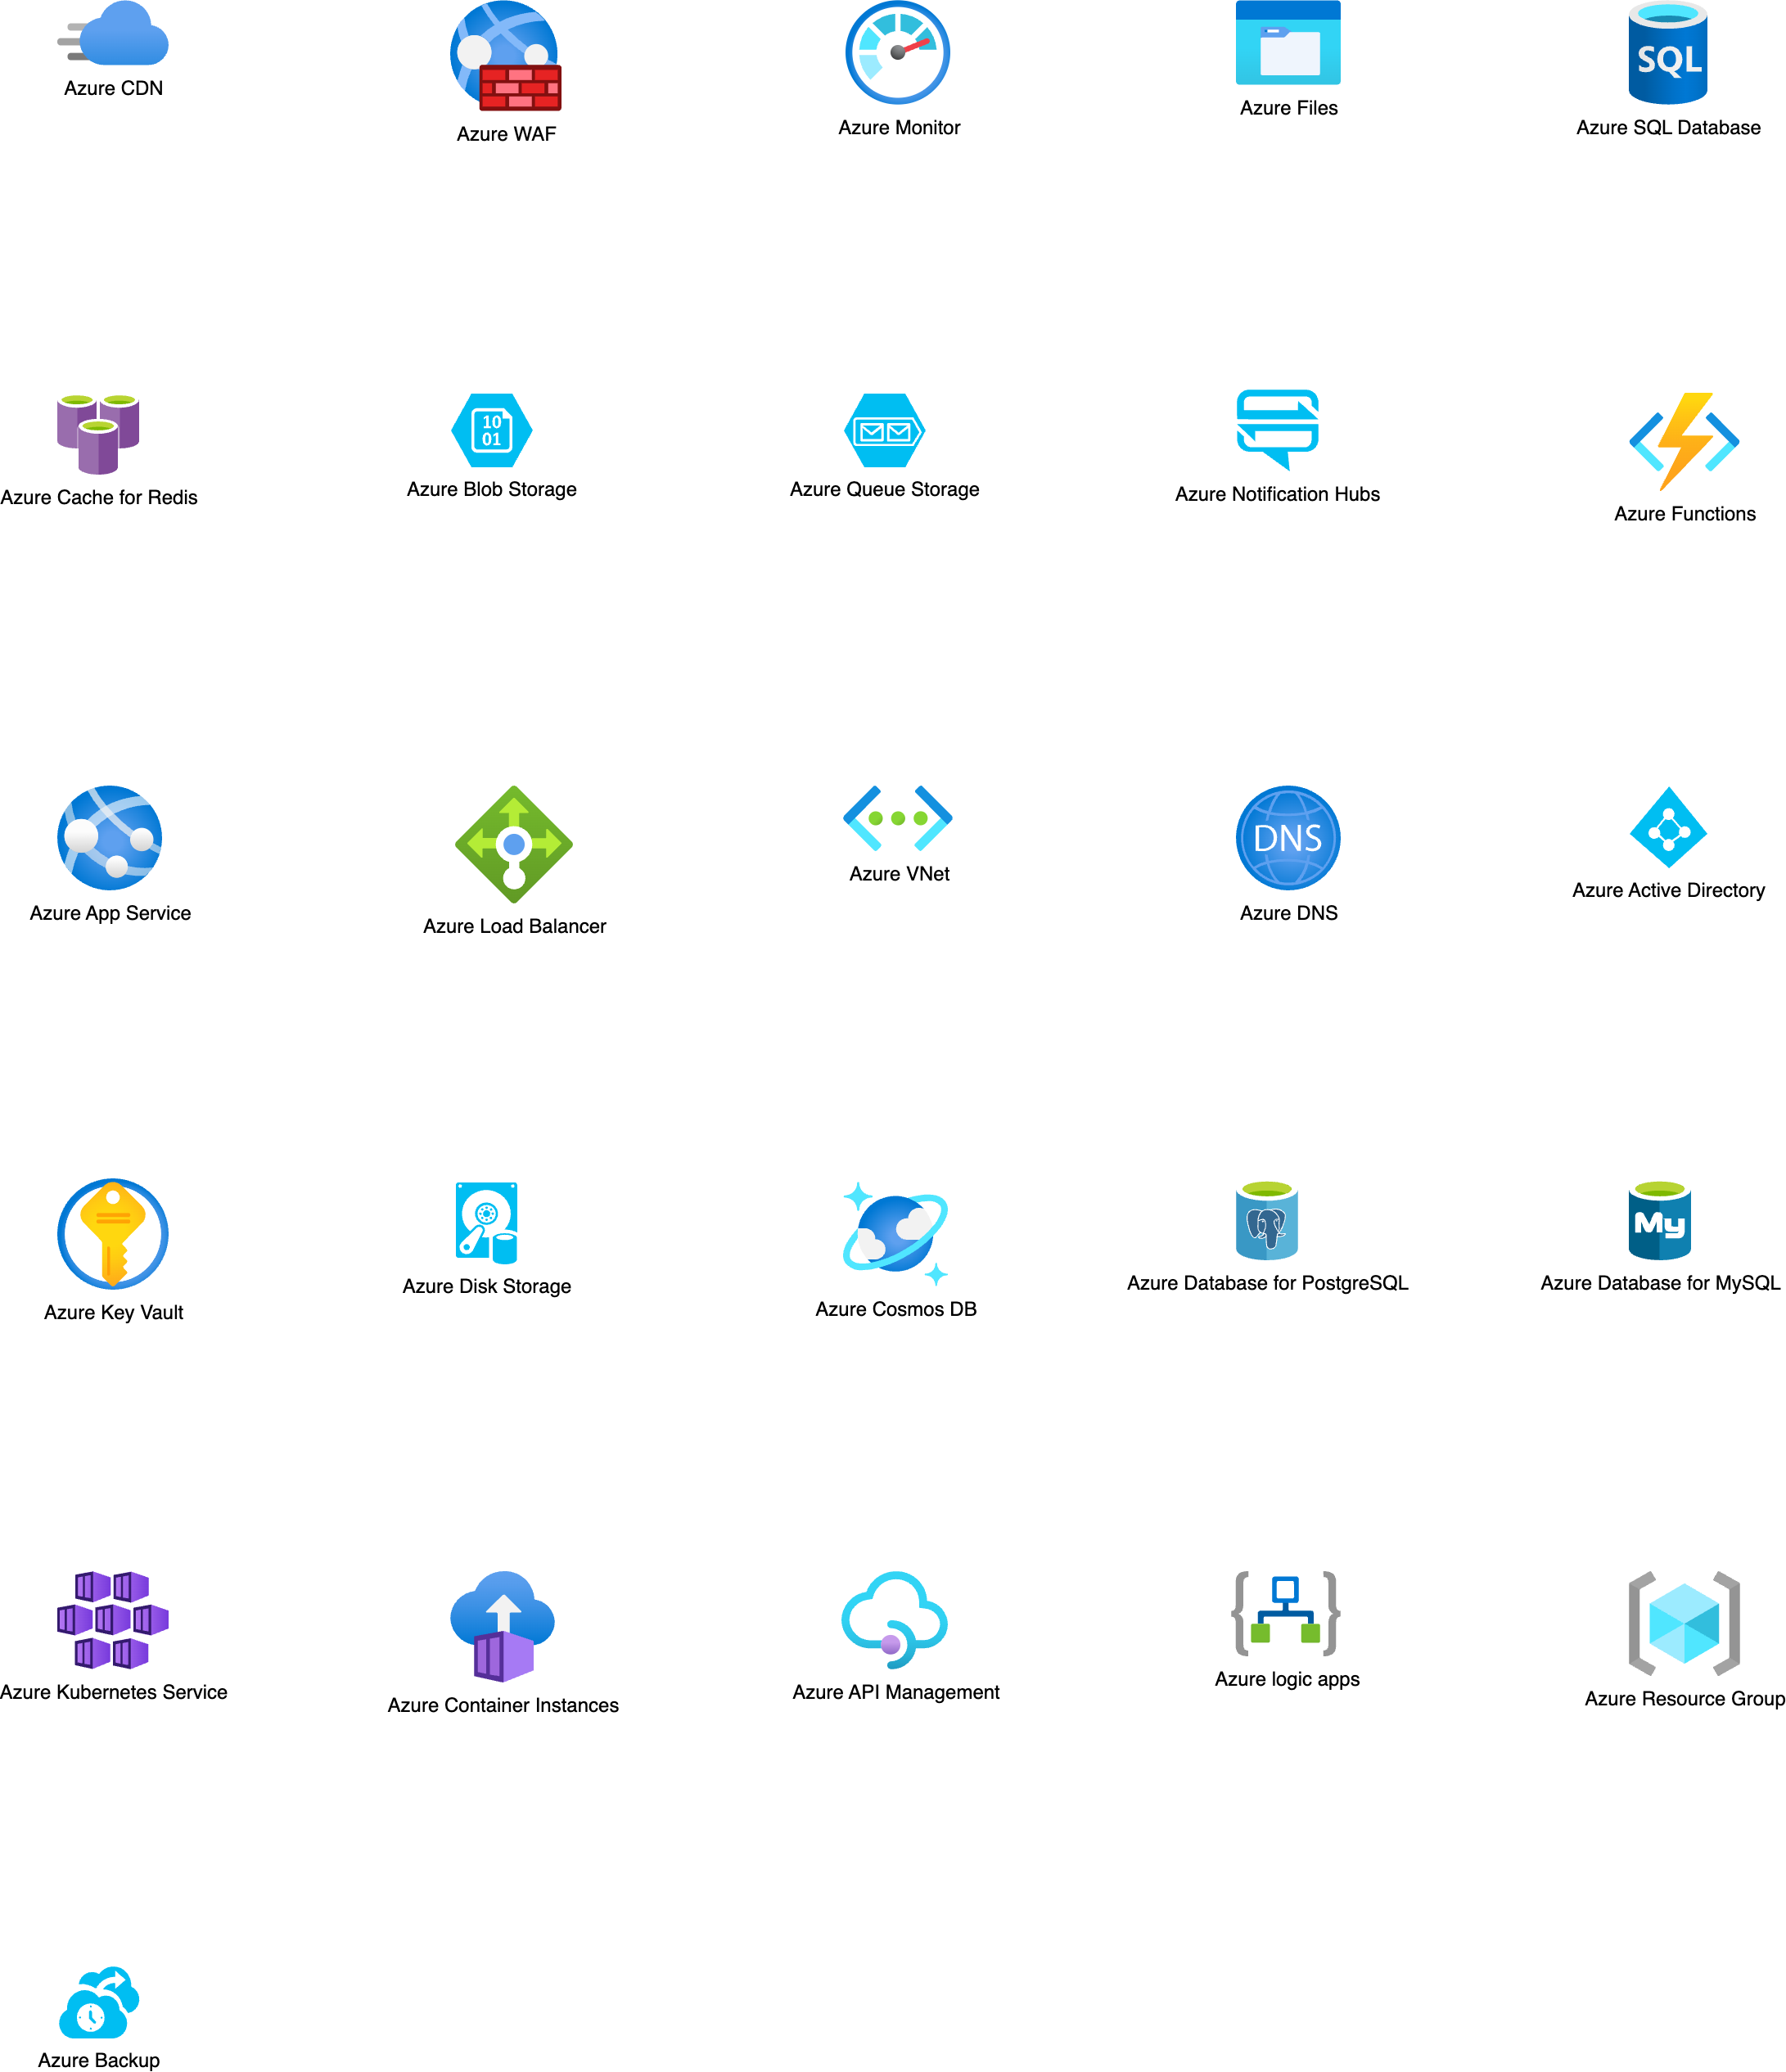 Azure CDN
Azure WAF
Azure Monitor
Azure Files
SQL
Azure SQL Database
Azure Cache for Redis
10
01
Azure Blob Storage
Azure Queue Storage
Azure Notification Hubs
Azure Functions
Azure App Service
Azure Load Balancer
Azure VNet
DNS
Azure DNS
Azure Active Directory
Azure Key Vault
Azure Disk Storage
Azure Cosmos DB
Azure Database for PostgreSQL
My
Azure Database for MySQL
Azure Kubernetes Service
Azure Container Instances
Azure API Management
Azure logic apps
Azure Resource Group
Azure Backup